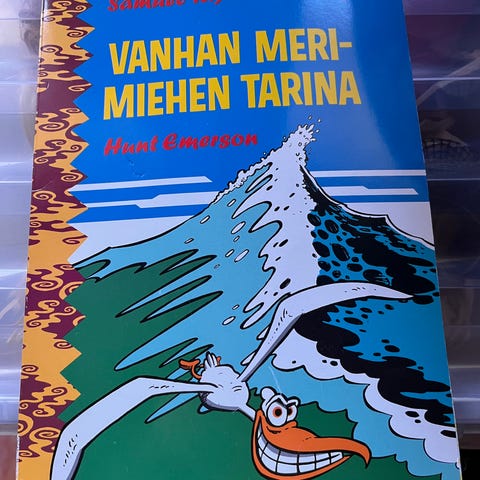 VANHAN MERI-
MIEHEN TARINA
Hunt Emerson